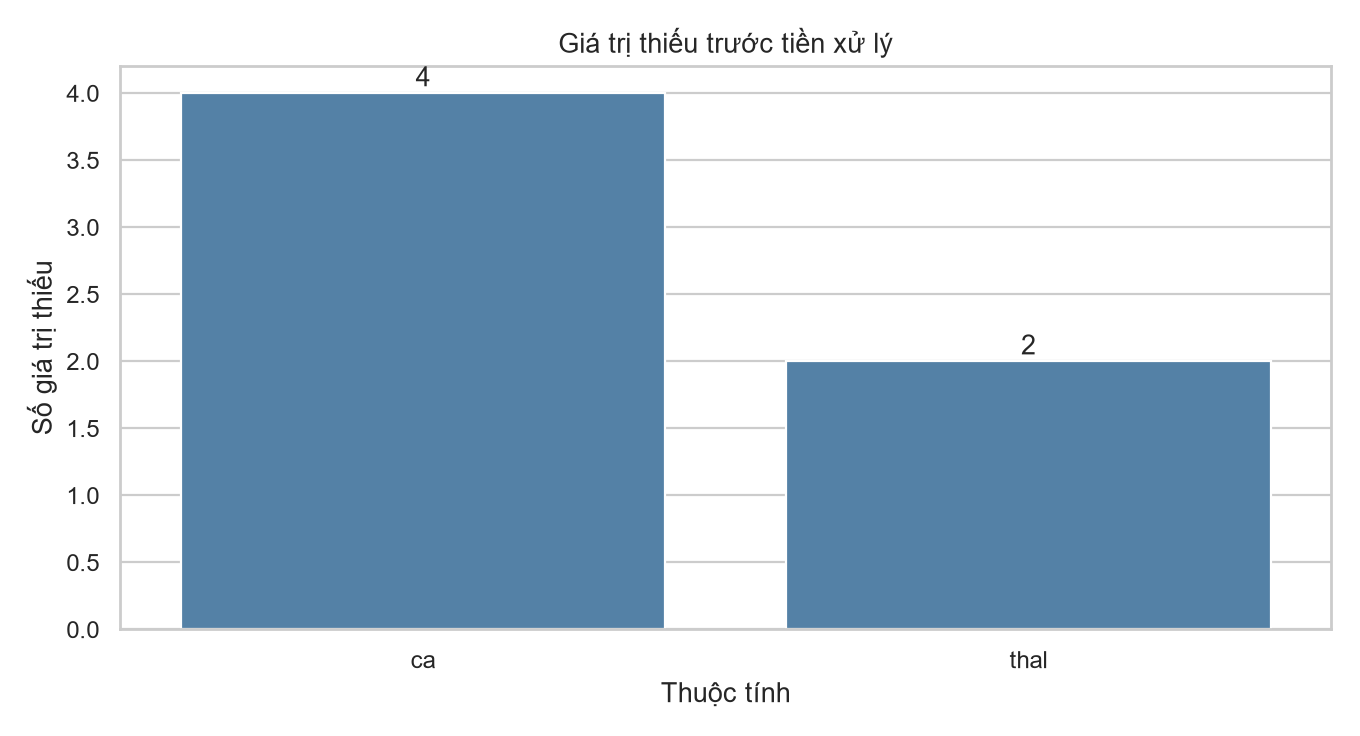 Giá trị thiếu trước tiền xử lý
4
4.0
3.5
3.0
2.5
2
2.0
1.5
1.0
0.5
0.0
Số giá trị thiếu
ca
thal
Thuộc tính